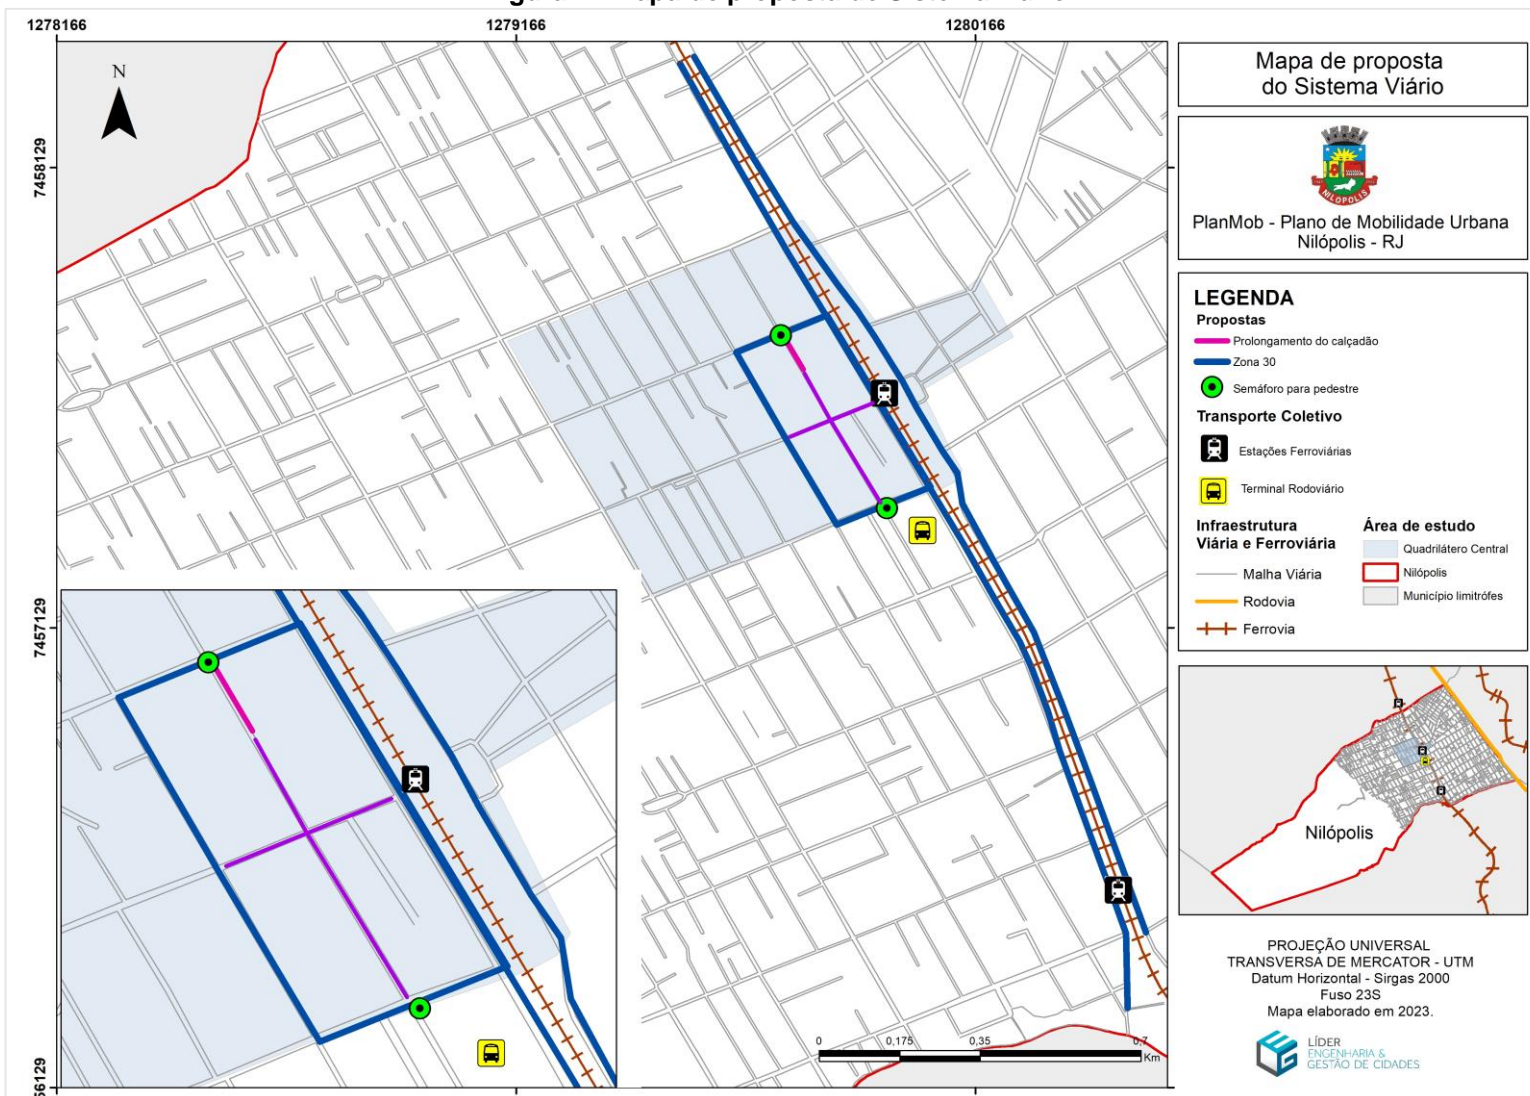 1278166
1279166
1280166
7458129
7457129
N
Mapa de proposta
do Sistema Viário
NILOPOLIS
PlanMob - Plano de Mobilidade Urbana
Nilópolis - RJ
LEGENDA
Propostas
Prolongamento do calçadão
Zona 30
Semáforo para pedestre
Transporte Coletivo
Estações Ferroviárias
Terminal Rodoviário
Infraestrutura
Viária e Ferroviária
Malha Viária
Rodovia
Ferrovia
Área de estudo
Quadrilátero Central
Nilópolis
Município limitrófes
Nilópolis
0 0,175 0,35 0,7
Km
PROJEÇÃO UNIVERSAL
TRANSVERSA DE MERCATOR - UTM
Datum Horizontal - Sirgas 2000
Fuso 23S
Mapa elaborado em 2023.
LÍDER
ENGENHARIA &
GESTÃO DE CIDADES